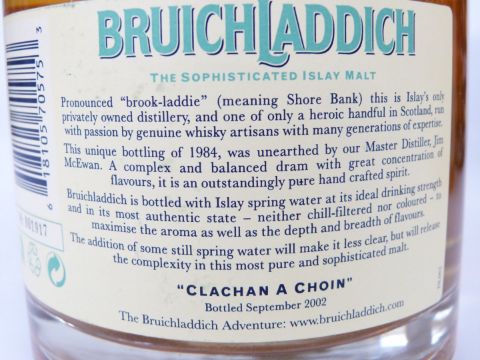 BRUICHLADDICH
THE SOPHISTICATED ISLAY MALT
Pronounced “brook-laddie” (meaning Shore Bank) this is Islay's only
privately owned distillery, and one of only a heroic handful in Scotland, run
with passion by genuine whisky artisans with many generations of expertise.
This unique bottling of 1984, was unearthed by our Master Distiller, Jim
McEwan. A complex and balanced dram with great concentration of
flavours, it is an outstandingly pure hand crafted spirit.
Bruichladdich is bottled with Islay spring water at its ideal drinking strength
and in its most authentic state – neither chill-filtered nor coloured – to
maximise the aroma as well as the depth and breadth of flavours.
The addition of some still spring water will make it less clear, but will release
the complexity in this most pure and sophisticated malt.
“CLACHAN A CHOIN”
Bottled September 2002
The Bruichladdich Adventure: www.bruichladdich.com
6 18105 70575 3
001917